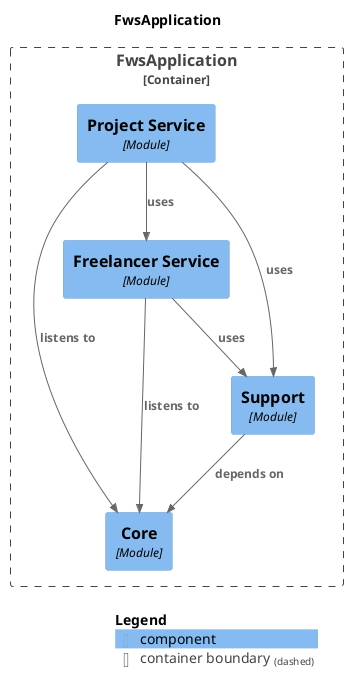 FwsApplication
FwsApplication
[Container]
Project Service
[Module]
uses
Freelancer Service
[Module]
uses
listens to
uses
listens to
Support
[Module]
depends on
Core
[Module]
Legend
component
container boundary (dashed)